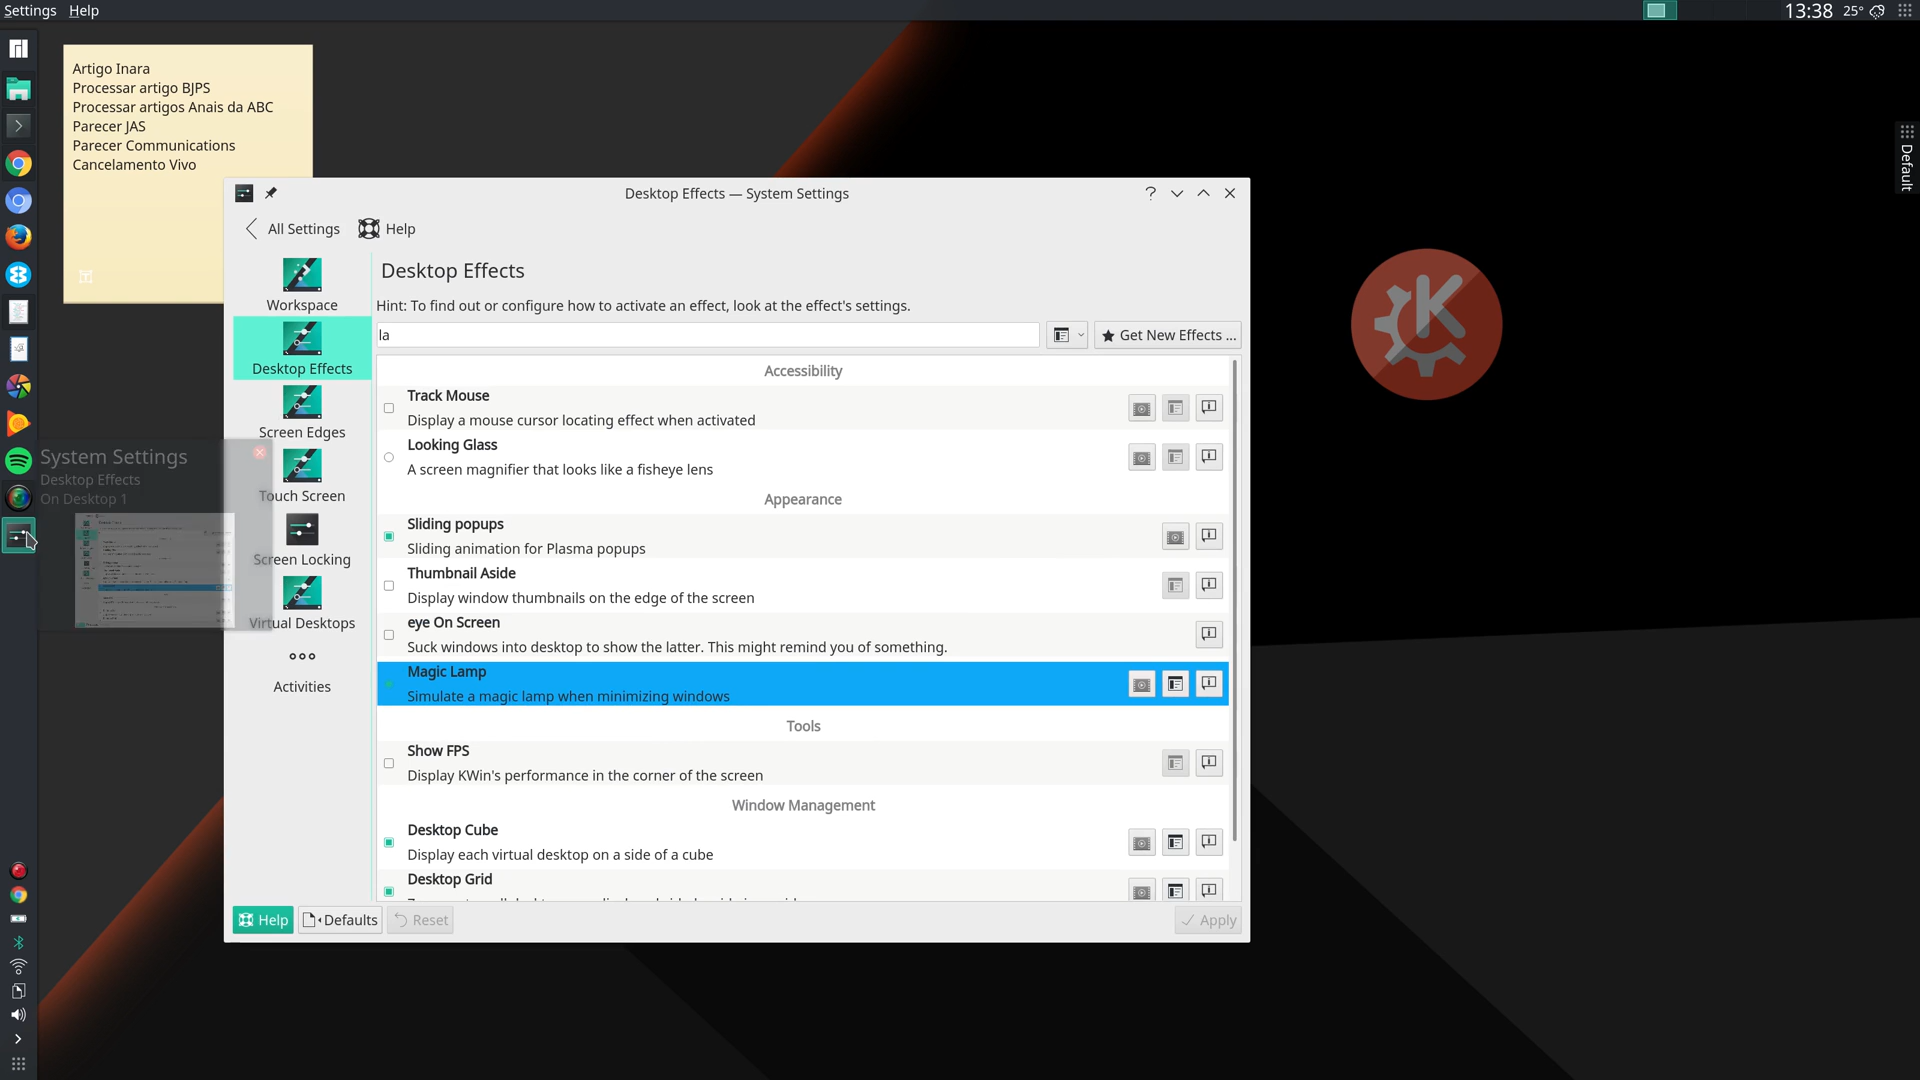 Settings Help
13:38 25°
Artigo Inara
Processar artigo BJPS
Processar artigos Anais da ABC
Parecer JAS
Parecer Communications
Cancelamento Vivo
Default
Desktop Effects — System Settings
All Settings Help
Workspace
Desktop Effects
Screen Edges
Touch Screen
Screen Locking
Virtual Desktops
Activities
System Settings
Desktop Effects
On Desktop 1
Desktop Effects
Hint: To find out or configure how to activate an effect, look at the effect's settings.
la
Get New Effects ...
Accessibility
Track Mouse
Display a mouse cursor locating effect when activated
Looking Glass
A screen magnifier that looks like a fisheye lens
Appearance
Sliding popups
Sliding animation for Plasma popups
Thumbnail Aside
Display window thumbnails on the edge of the screen
eye On Screen
Suck windows into desktop to show the latter. This might remind you of something.
Magic Lamp
Simulate a magic lamp when minimizing windows
Tools
Show FPS
Display KWin's performance in the corner of the screen
Window Management
Desktop Cube
Display each virtual desktop on a side of a cube
Desktop Grid
Help Defaults Reset Apply